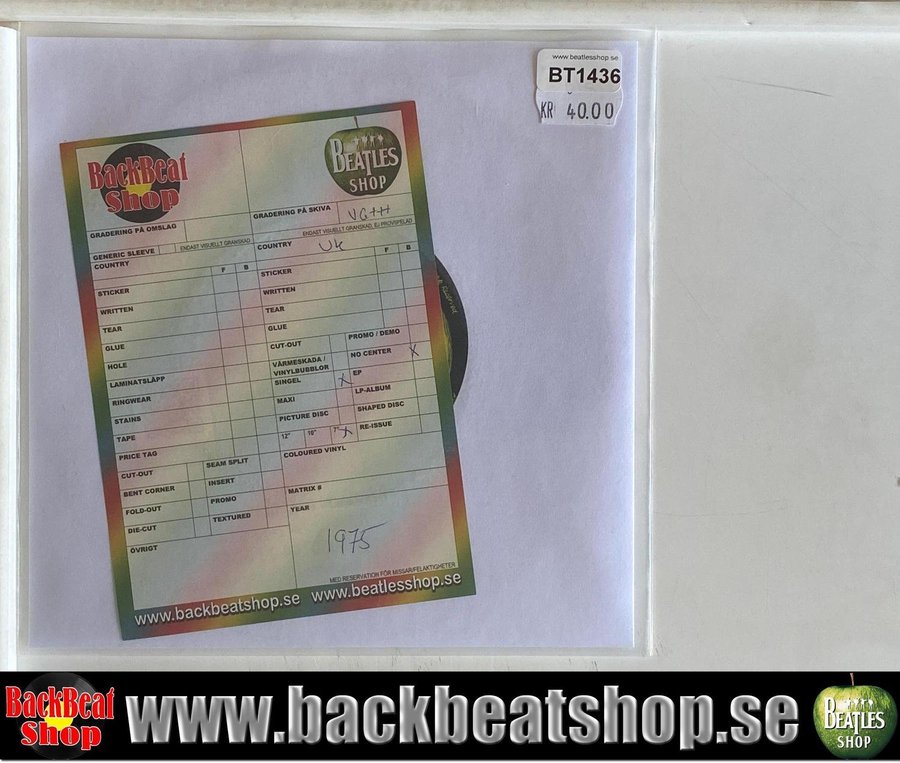 www.beatlesshop.se
BT1436
KR 40.00
BackBeat
Shop
BEATLES
SHOP
GRADERING PÅ OMSLAG
GRADERING PÅ SKIVA
VG++
ENDAST VISUELLT GRANSKAD
ENDAST VISUELLT GRANSKAD, EJ PROVSPELAD
GENERIC SLEEVE
COUNTRY
F B
STICKER
WRITTEN
TEAR
GLUE
HOLE
LAMINATSLÄPP
RINGWEAR
STAINS
TAPE
PRICE TAG
CUT-OUT
SEAM SPLIT
BENT CORNER
INSERT
FOLD-OUT
PROMO
DIE-CUT
TEXTURED
ÖVRIGT
COUNTRY
UK
F B
STICKER
WRITTEN
TEAR
GLUE
CUT-OUT
PROMO / DEMO
VÄRMESKADA /
VINYLBUBBLOR
NO CENTER X
SINGEL X
EP
MAXI
LP-ALBUM
PICTURE DISC
SHAPED DISC
12" 10" 7" X
RE-ISSUE
COLOURED VINYL
MATRIX #
YEAR
1975
MED RESERVATION FÖR MISSAR/FELAKTIGHETER
www.backbeatshop.se www.beatlesshop.se
BackBeat
Shop
www.backbeatshop.se
BEATLES
SHOP